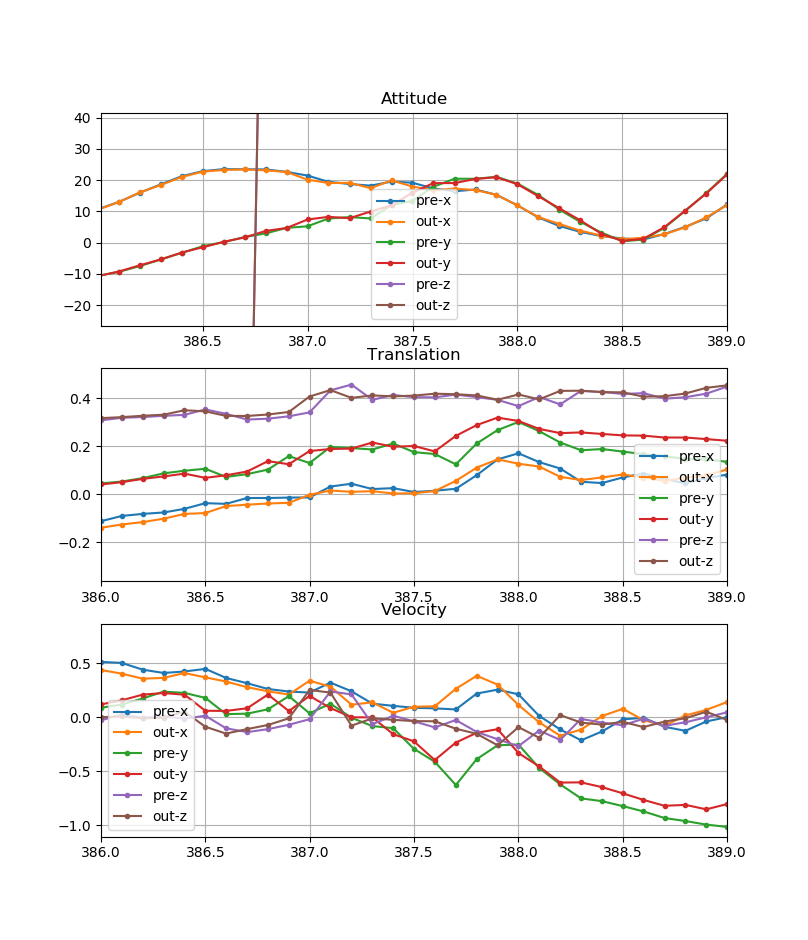 Attitude
40
30
20
10
0
−10
−20
pre-x
out-x
pre-y
out-y
pre-z
out-z
386.5 387.0 387.5 388.0 388.5 389.0
Translation
0.4
0.2
0.0
−0.2
pre-x
out-x
pre-y
out-y
pre-z
out-z
386.0 386.5 387.0 387.5 388.0 388.5 389.0
Velocity
0.5
0.0
−0.5
−1.0
pre-x
out-x
pre-y
out-y
pre-z
out-z
386.0 386.5 387.0 387.5 388.0 388.5 389.0